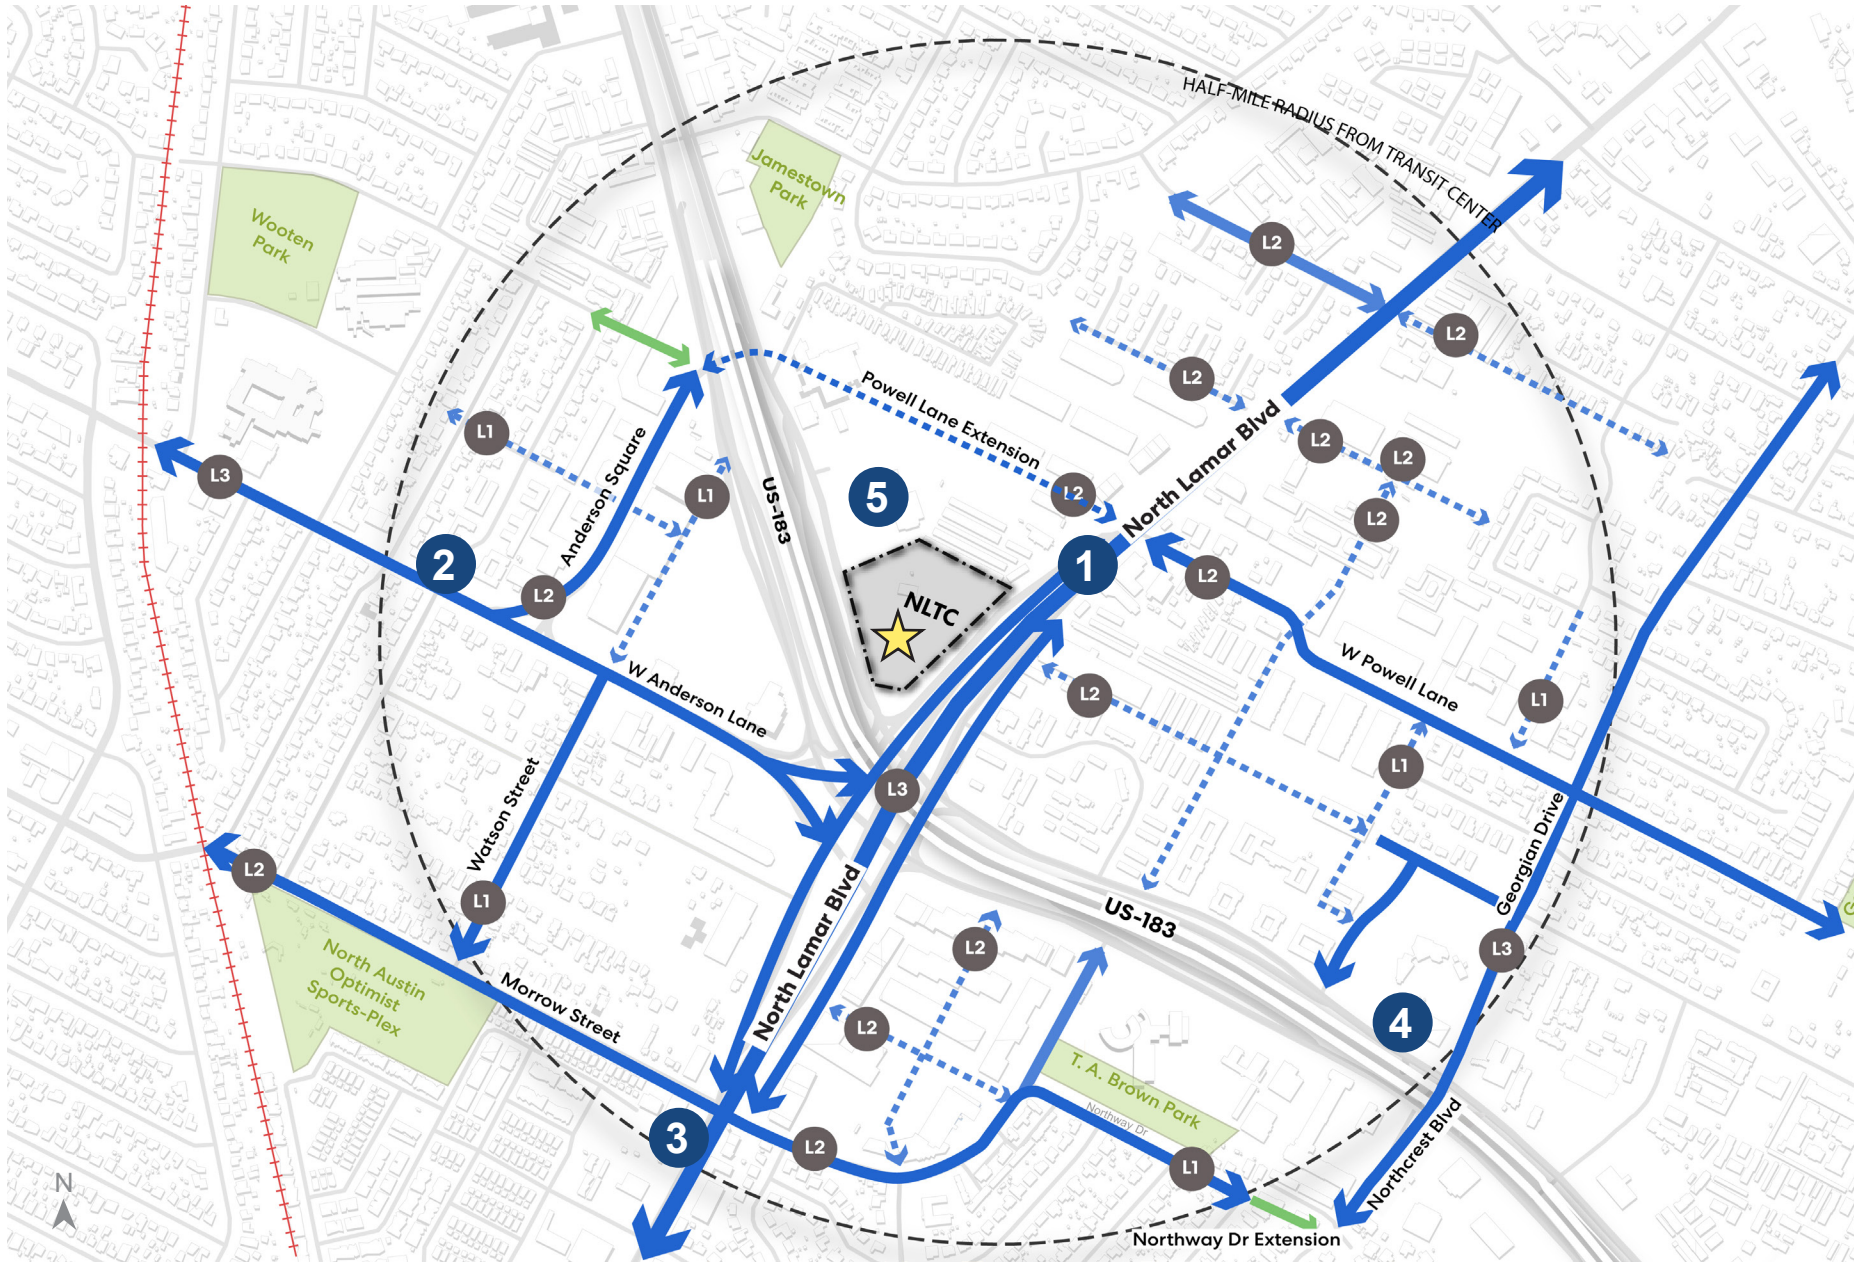 HALF-MILE RADIUS FROM TRANSIT CENTER
Jamestown
Park
Wooten
Park
L2
L2
L2
Powell Lane Extension
North Lamar Blvd
L2
L2
L1
Anderson Square
L3
L1
US-183
5
L2
L2
1
2
L2
L2
NLTC
W Powell Lane
W Anderson Lane
L2
L1
L1
Watson Street
L3
Georgian Drive
L2
L1
North Lamar Blvd
US-183
L2
L3
North Austin
Optimist
Sports-Plex
Morrow Street
L2
4
T. A. Brown Park
Northway Dr
3
L2
L1
Northcrest Blvd
N
Northway Dr Extension
G